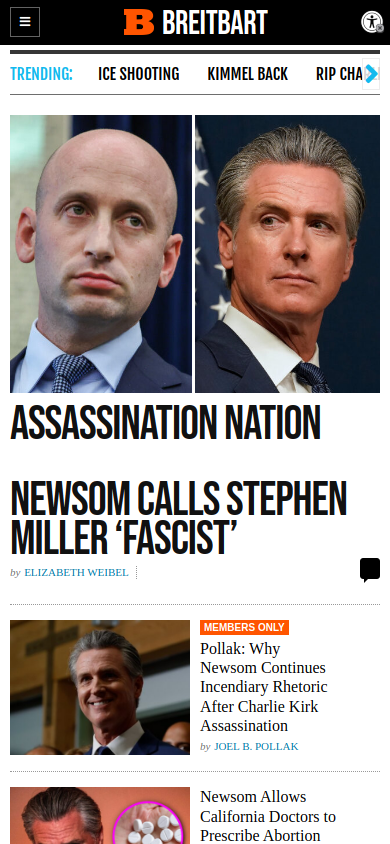 BREITBART
TRENDING:
ICE SHOOTING
KIMMEL BACK
RIP CHA
ASSASSINATION NATION
NEWSOM CALLS STEPHEN
MILLER ‘FASCIST’
by ELIZABETH WEIBEL
MEMBERS ONLY
Pollak: Why
Newsom Continues
Incendiary Rhetoric
After Charlie Kirk
Assassination
by JOEL B. POLLAK
Newsom Allows
California Doctors to
Prescribe Abortion